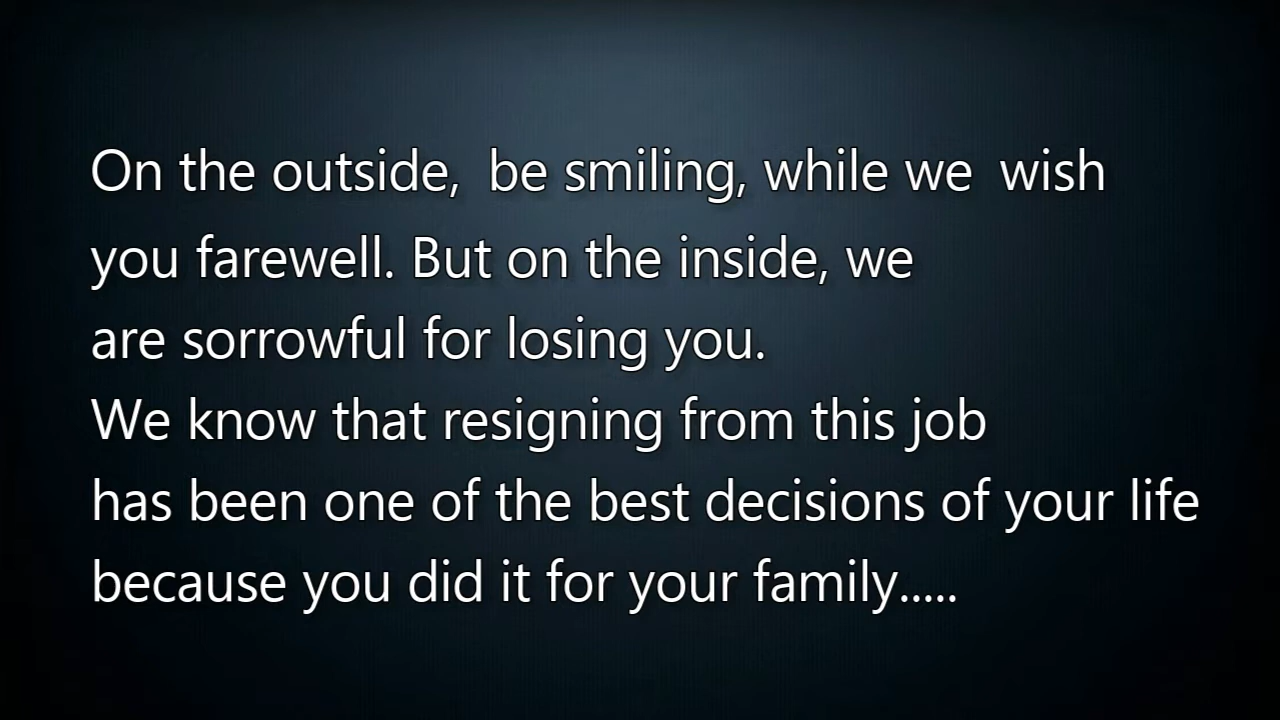 On the outside,  be smiling, while we  wish
you farewell. But on the inside, we
are sorrowful for losing you.
We know that resigning from this job
has been one of the best decisions of your life
because you did it for your family.....